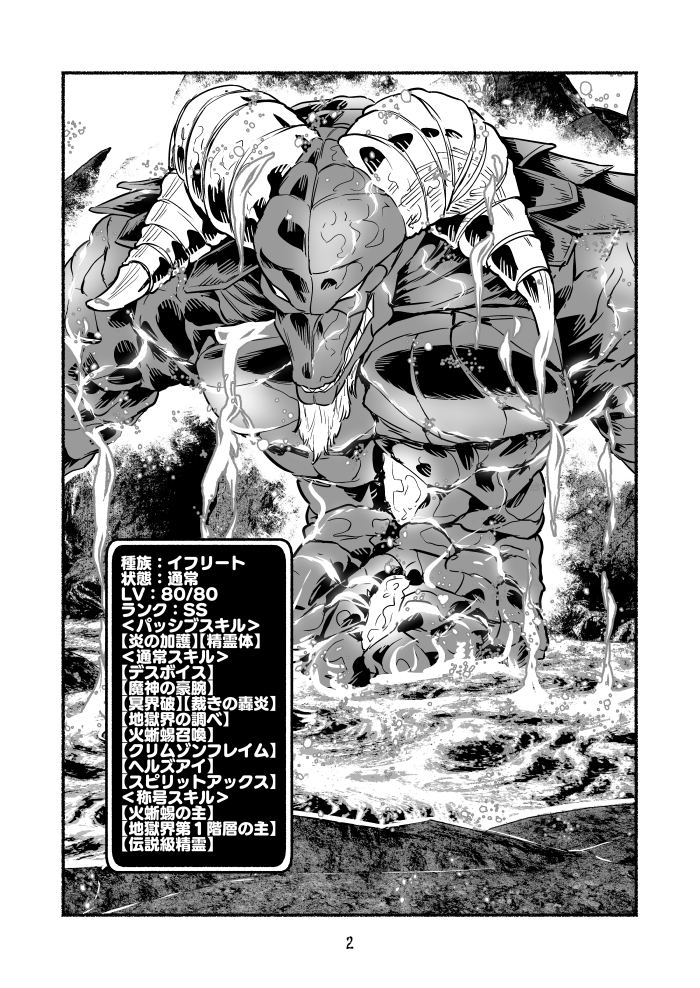 種族：イフリート
状態：通常
LV：80/80
ランク：SS
＜パッシブスキル＞
【炎の加護】【精霊体】
＜通常スキル＞
【デスボイス】
【魔神の豪腕】
【冥界破】【裁きの轟炎】
【地獄界の調べ】
【火蜥蜴召喚】
【クリムゾンフレイム】
【ヘルズアイ】
【スピリットアックス】
＜称号スキル＞
【火蜥蜴の主】
【地獄界第１階層の主】
【伝説級精霊】
2